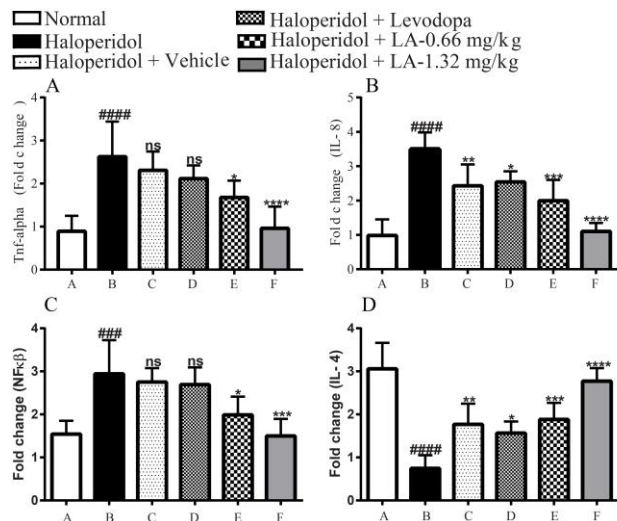 Normal
Haloperidol
Haloperidol + Vehicle
Haloperidol + Levodopa
Haloperidol + LA-0.66 mg/kg
Haloperidol + LA-1.32 mg/kg
A
Tnf-alpha (Fold change)
4
3
2
1
0
####
ns
ns
*
****
A B C D E F
B
Fold change (IL-8)
5
4
3
2
1
0
####
**
*
***
****
A B C D E F
C
Fold change (NFκβ)
4
3
2
1
0
###
ns
ns
*
***
A B C D E F
D
Fold change (IL-4)
4
3
2
1
0
####
**
*
***
****
A B C D E F